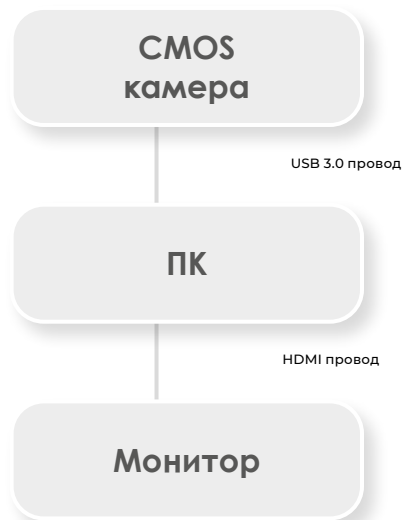 CMOS
камера
USB 3.0 провод
ПК
HDMI провод
Монитор